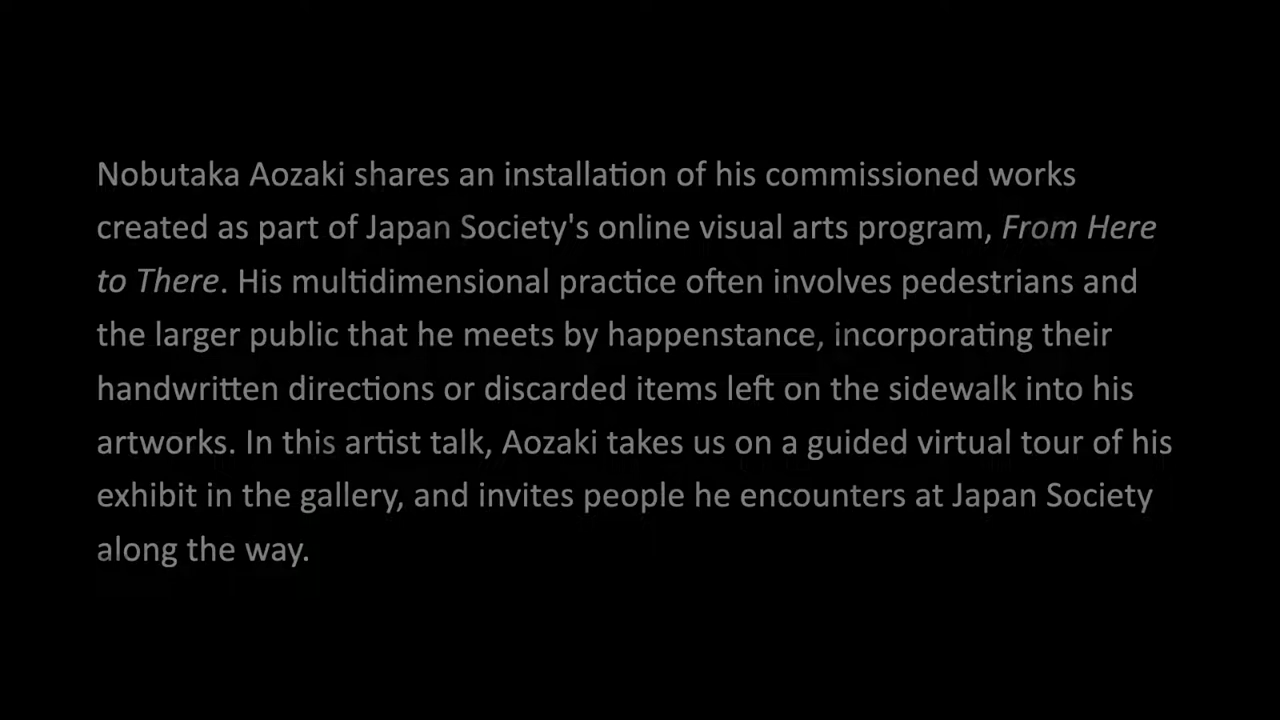 Nobutaka Aozaki shares an installation of his commissioned works
created as part of Japan Society's online visual arts program, From Here
to There. His multidimensional practice often involves pedestrians and
the larger public that he meets by happenstance, incorporating their
handwritten directions or discarded items left on the sidewalk into his
artworks. In this artist talk, Aozaki takes us on a guided virtual tour of his
exhibit in the gallery, and invites people he encounters at Japan Society
along the way.